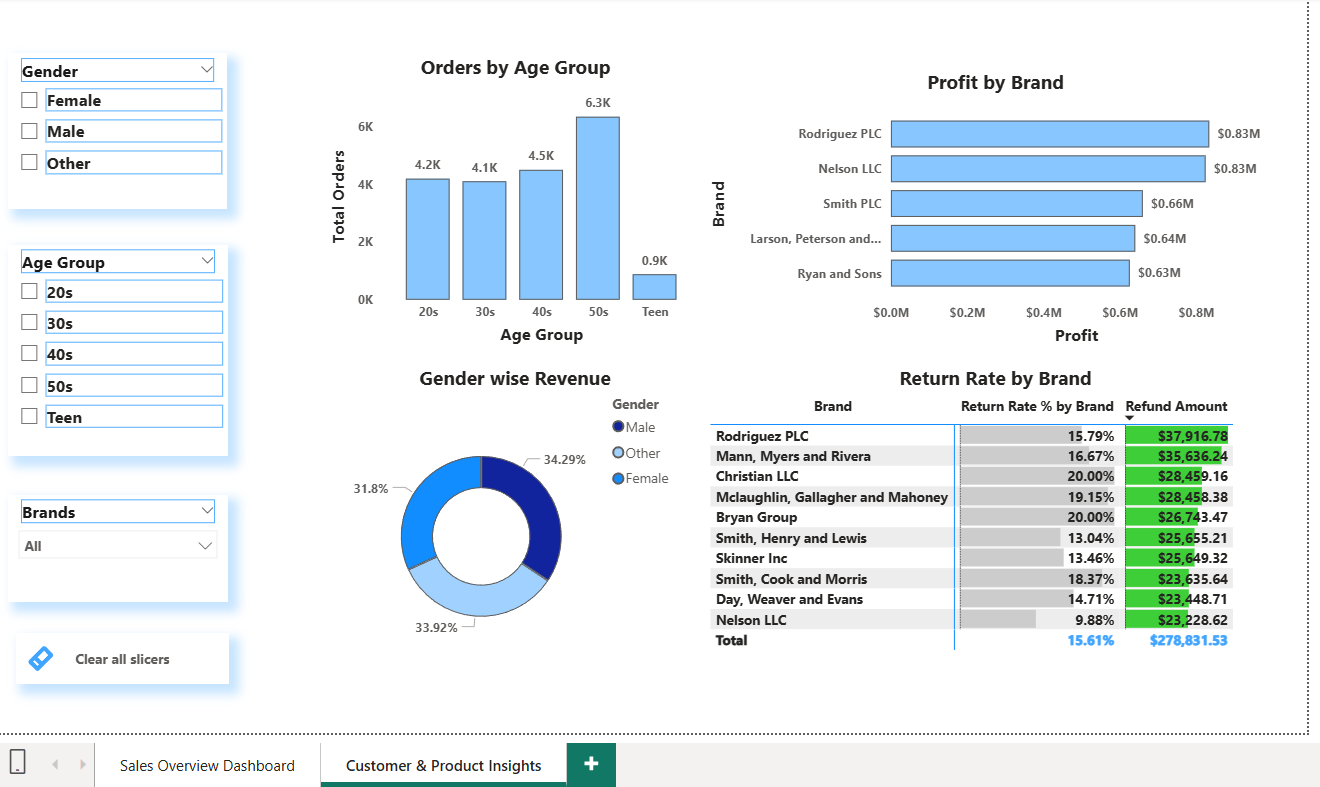 Gender
Female
Male
Other
Age Group
20s
30s
40s
50s
Teen
Brands
All
Clear all slicers
Orders by Age Group
Total Orders
6K
4K
2K
0K
4.2K
4.1K
4.5K
6.3K
0.9K
20s 30s 40s 50s Teen
Age Group
Profit by Brand
Brand
Rodriguez PLC $0.83M
Nelson LLC $0.83M
Smith PLC $0.66M
Larson, Peterson and... $0.64M
Ryan and Sons $0.63M
$0.0M $0.2M $0.4M $0.6M $0.8M
Profit
Gender wise Revenue
Gender
Male
Other
Female
34.29%
31.8%
33.92%
Return Rate by Brand
Brand Return Rate % by Brand Refund Amount
Rodriguez PLC 15.79% $37,916.78
Mann, Myers and Rivera 16.67% $35,636.24
Christian LLC 20.00% $28,459.16
Mclaughlin, Gallagher and Mahoney 19.15% $28,458.38
Bryan Group 20.00% $26,743.47
Smith, Henry and Lewis 13.04% $25,655.21
Skinner Inc 13.46% $25,649.32
Smith, Cook and Morris 18.37% $23,635.64
Day, Weaver and Evans 14.71% $23,448.71
Nelson LLC 9.88% $23,228.62
Total 15.61% $278,831.53
Sales Overview Dashboard Customer & Product Insights +